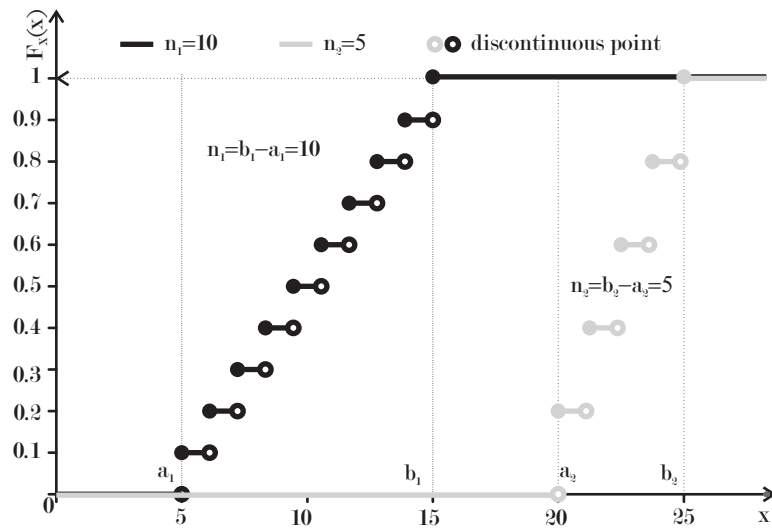 F_X(x)
n₁=10 n₂=5 discontinuous point
1
0.9
n₁=b₁−a₁=10
0.8
0.7
0.6
0.5
n₂=b₂−a₂=5
0.4
0.3
0.2
0.1
a₁ b₁ a₂ b₂
0
5 10 15 20 25 x